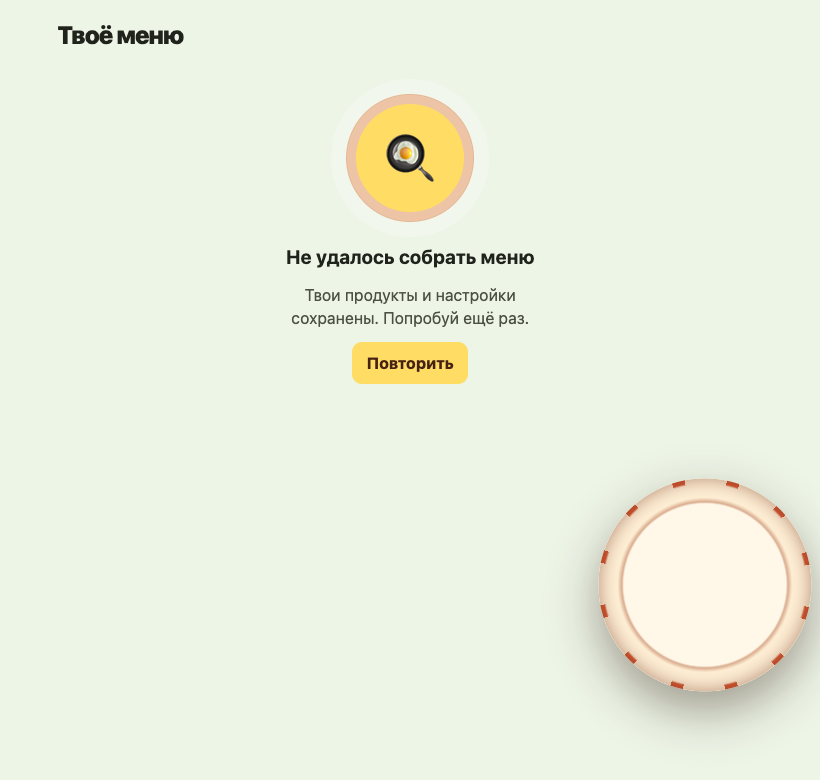 Твоё меню
Не удалось собрать меню
Твои продукты и настройки
сохранены. Попробуй ещё раз.
Повторить